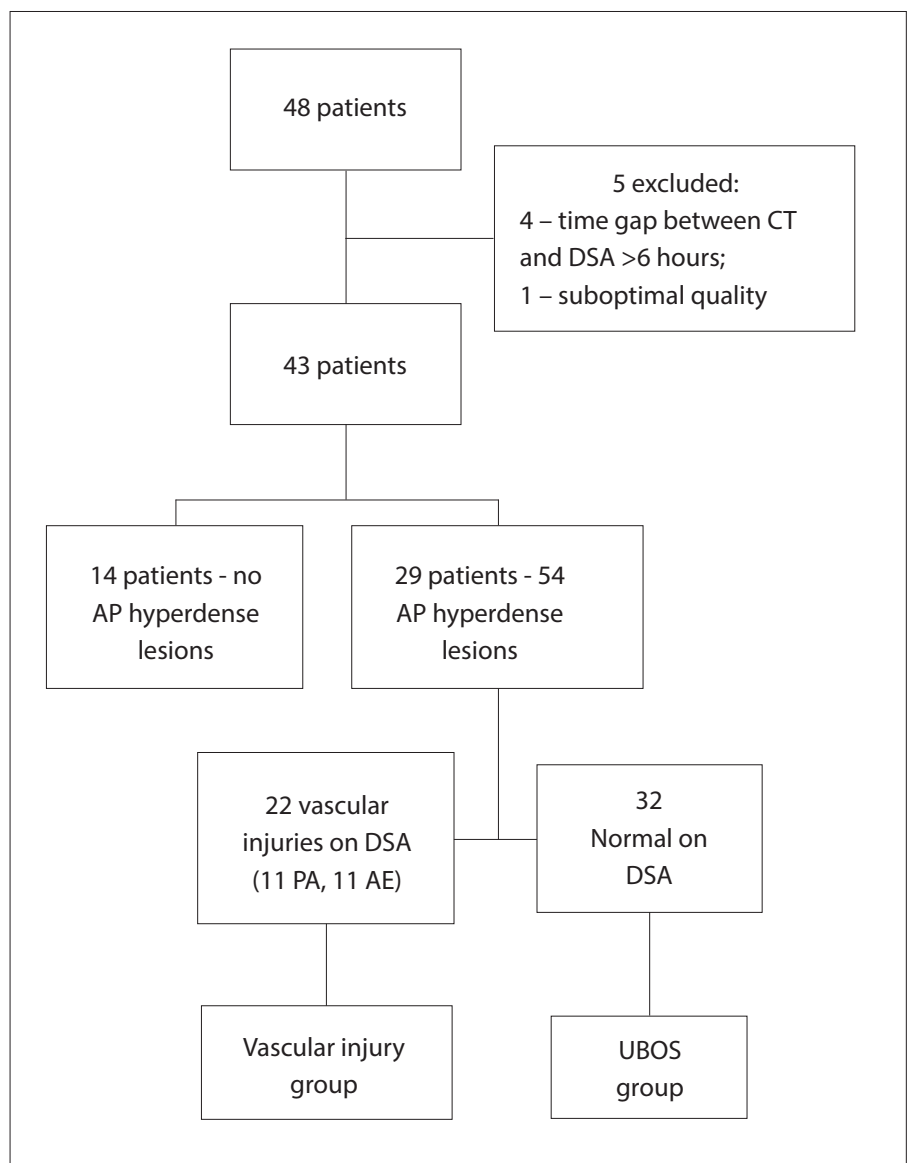 48 patients
5 excluded:
4 – time gap between CT
and DSA >6 hours;
1 – suboptimal quality
43 patients
14 patients - no
AP hyperdense
lesions
29 patients - 54
AP hyperdense
lesions
22 vascular
injuries on DSA
(11 PA, 11 AE)
32
Normal on
DSA
Vascular injury
group
UBOS
group